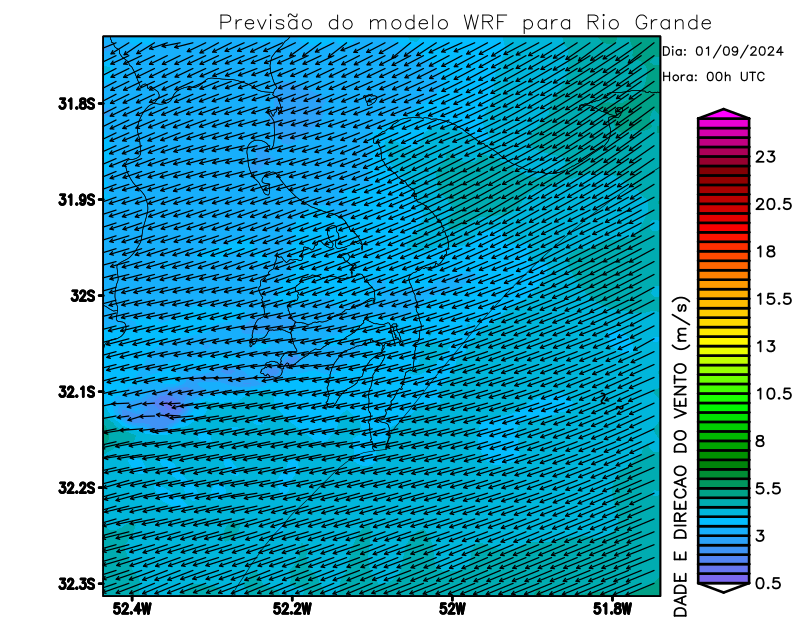 Previsão do modelo WRF para Rio Grande
Dia: 01/09/2024
Hora: 00h UTC
31.8S
31.9S
32S
32.1S
32.2S
32.3S
52.4W
52.2W
52W
51.8W
23
20.5
18
15.5
13
10.5
8
5.5
3
0.5
DADE E DIRECAO DO VENTO (m/s)